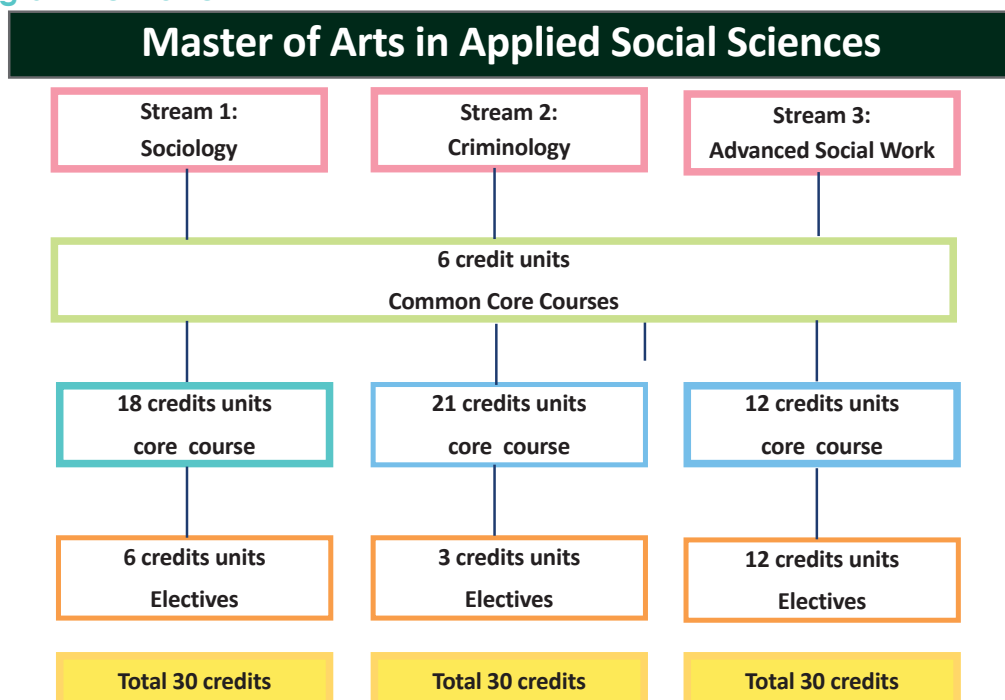 Master of Arts in Applied Social Sciences
Stream 1:
Sociology
Stream 2:
Criminology
Stream 3:
Advanced Social Work
6 credit units
Common Core Courses
18 credits units
core course
21 credits units
core course
12 credits units
core course
6 credits units
Electives
3 credits units
Electives
12 credits units
Electives
Total 30 credits
Total 30 credits
Total 30 credits